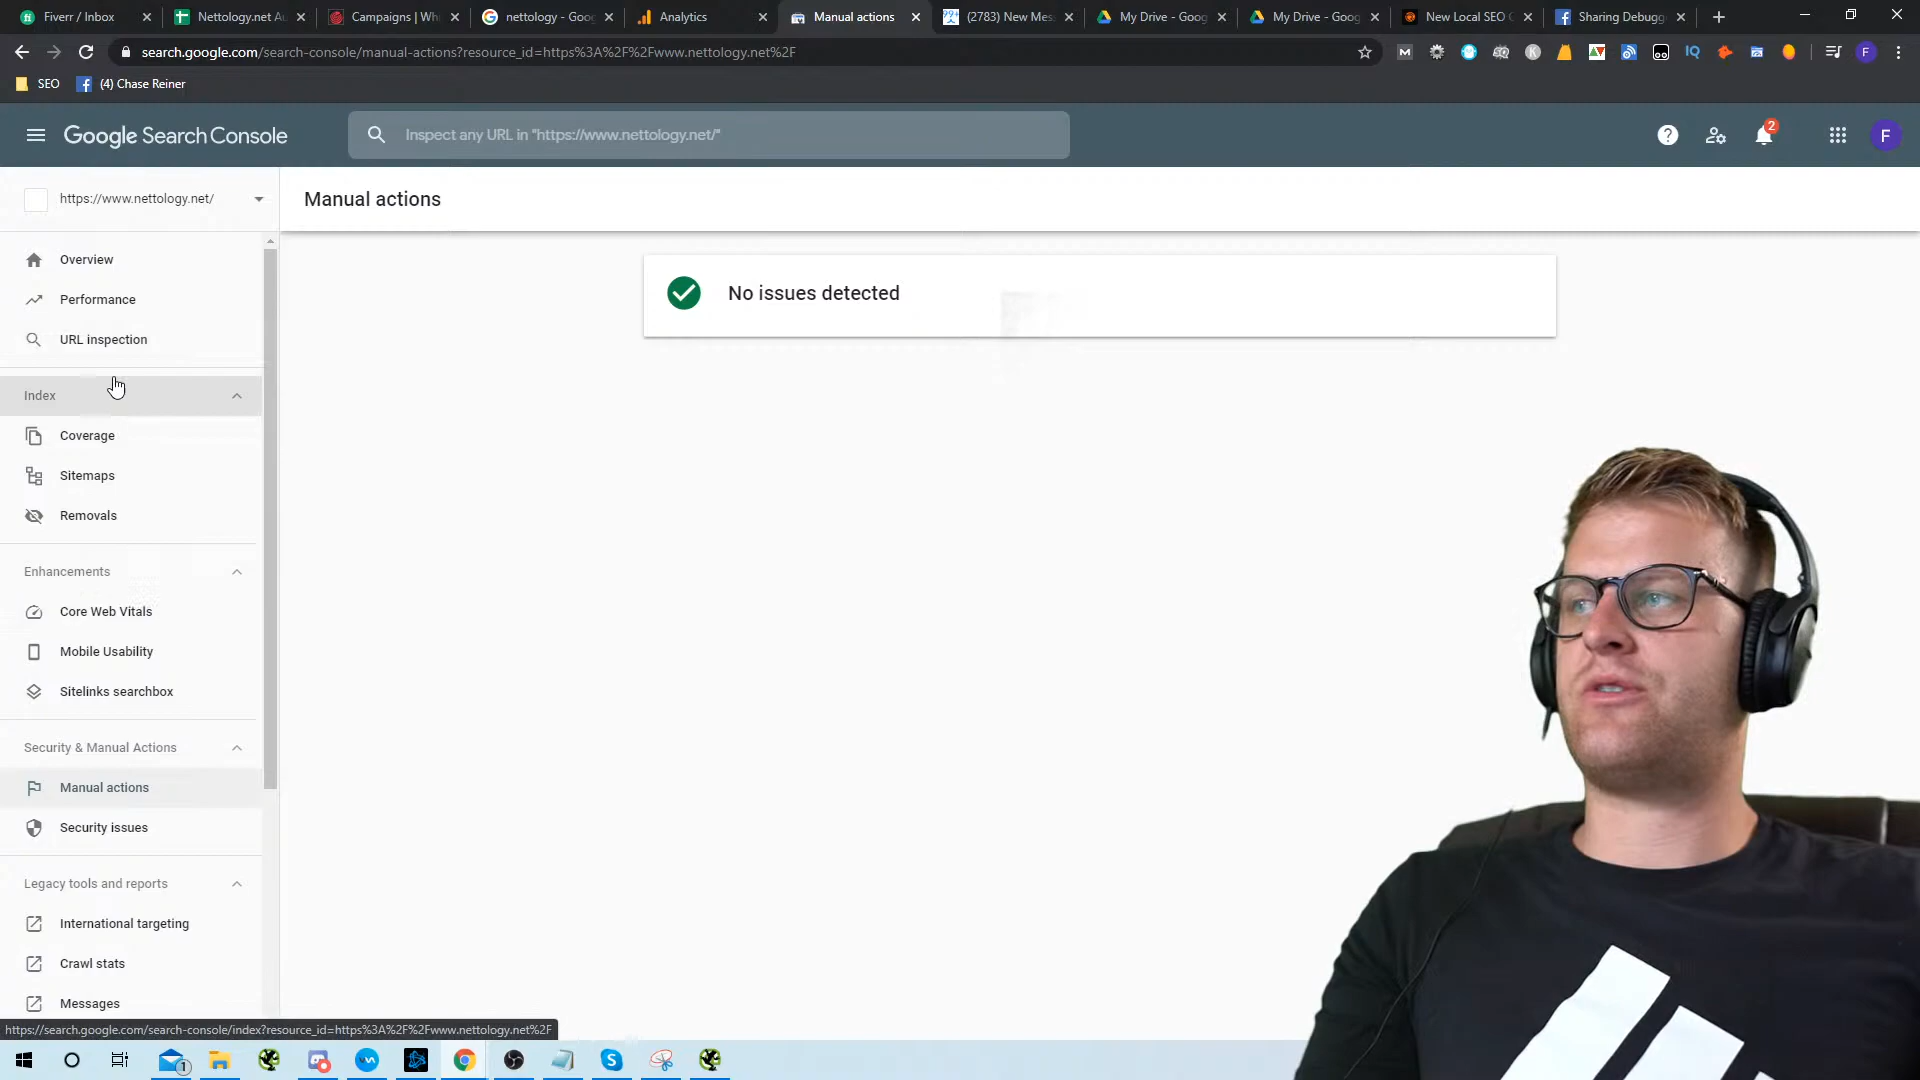 Fiverr / Inbox
Nettology.net Au
Campaigns | Wh
nettology - Goog
Analytics
Manual actions
(2783) New Mes
My Drive - Goog
My Drive - Goog
New Local SEO C
Sharing Debugg
search.google.com/search-console/manual-actions?resource_id=https%3A%2F%2Fwww.nettology.net%2F
SEO
(4) Chase Reiner
Google Search Console
Inspect any URL in "https://www.nettology.net/"
2
F
https://www.nettology.net/
Manual actions
Overview
Performance
URL inspection
No issues detected
Index
Coverage
Sitemaps
Removals
Enhancements
Core Web Vitals
Mobile Usability
Sitelinks searchbox
Security & Manual Actions
Manual actions
Security issues
Legacy tools and reports
International targeting
Crawl stats
Messages
https://search.google.com/search-console/index?resource_id=https%3A%2F%2Fwww.nettology.net%2F